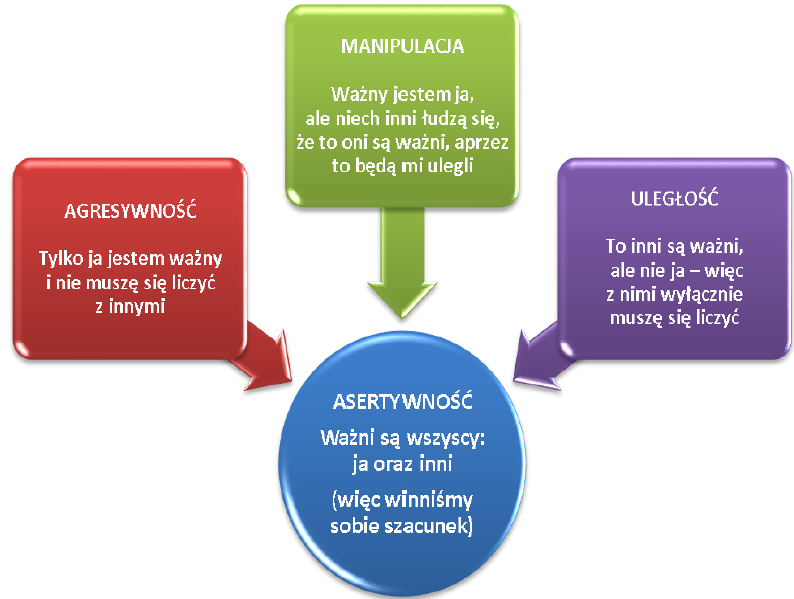 MANIPULACJA
Ważny jestem ja,
ale niech inni łudzą się,
że to oni są ważni, aprzez
to będą mi ulegli
AGRESYWNOŚĆ
Tylko ja jestem ważny
i nie muszę się liczyć
z innymi
ULEGŁOŚĆ
To inni są ważni,
ale nie ja – więc
z nimi wyłącznie
muszę się liczyć
ASERTYWNOŚĆ
Ważni są wszyscy:
ja oraz inni
(więc winniśmy
sobie szacunek)